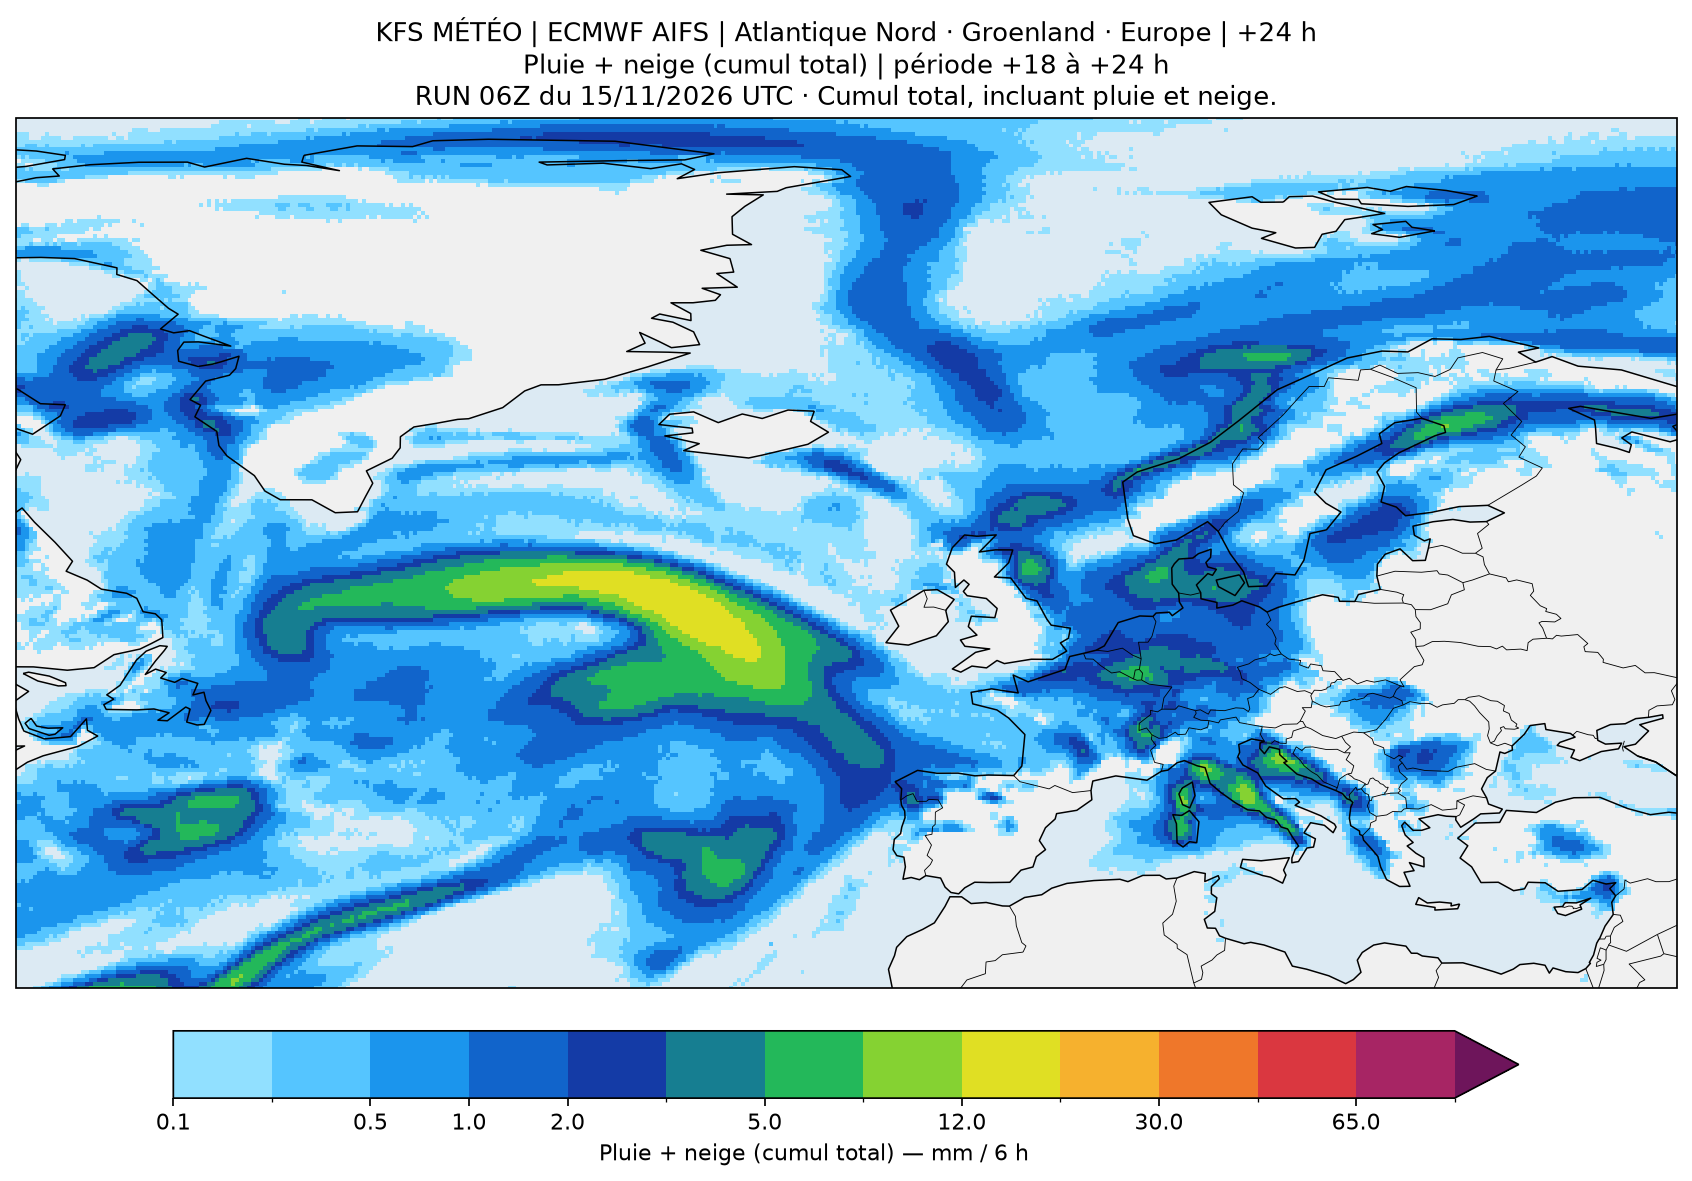 KFS MÉTÉO | ECMWF AIFS | Atlantique Nord · Groenland · Europe | +24 h
Pluie + neige (cumul total) | période +18 à +24 h
RUN 06Z du 15/11/2026 UTC · Cumul total, incluant pluie et neige.
0.1 0.5 1.0 2.0 5.0 12.0 30.0 65.0
Pluie + neige (cumul total) — mm / 6 h